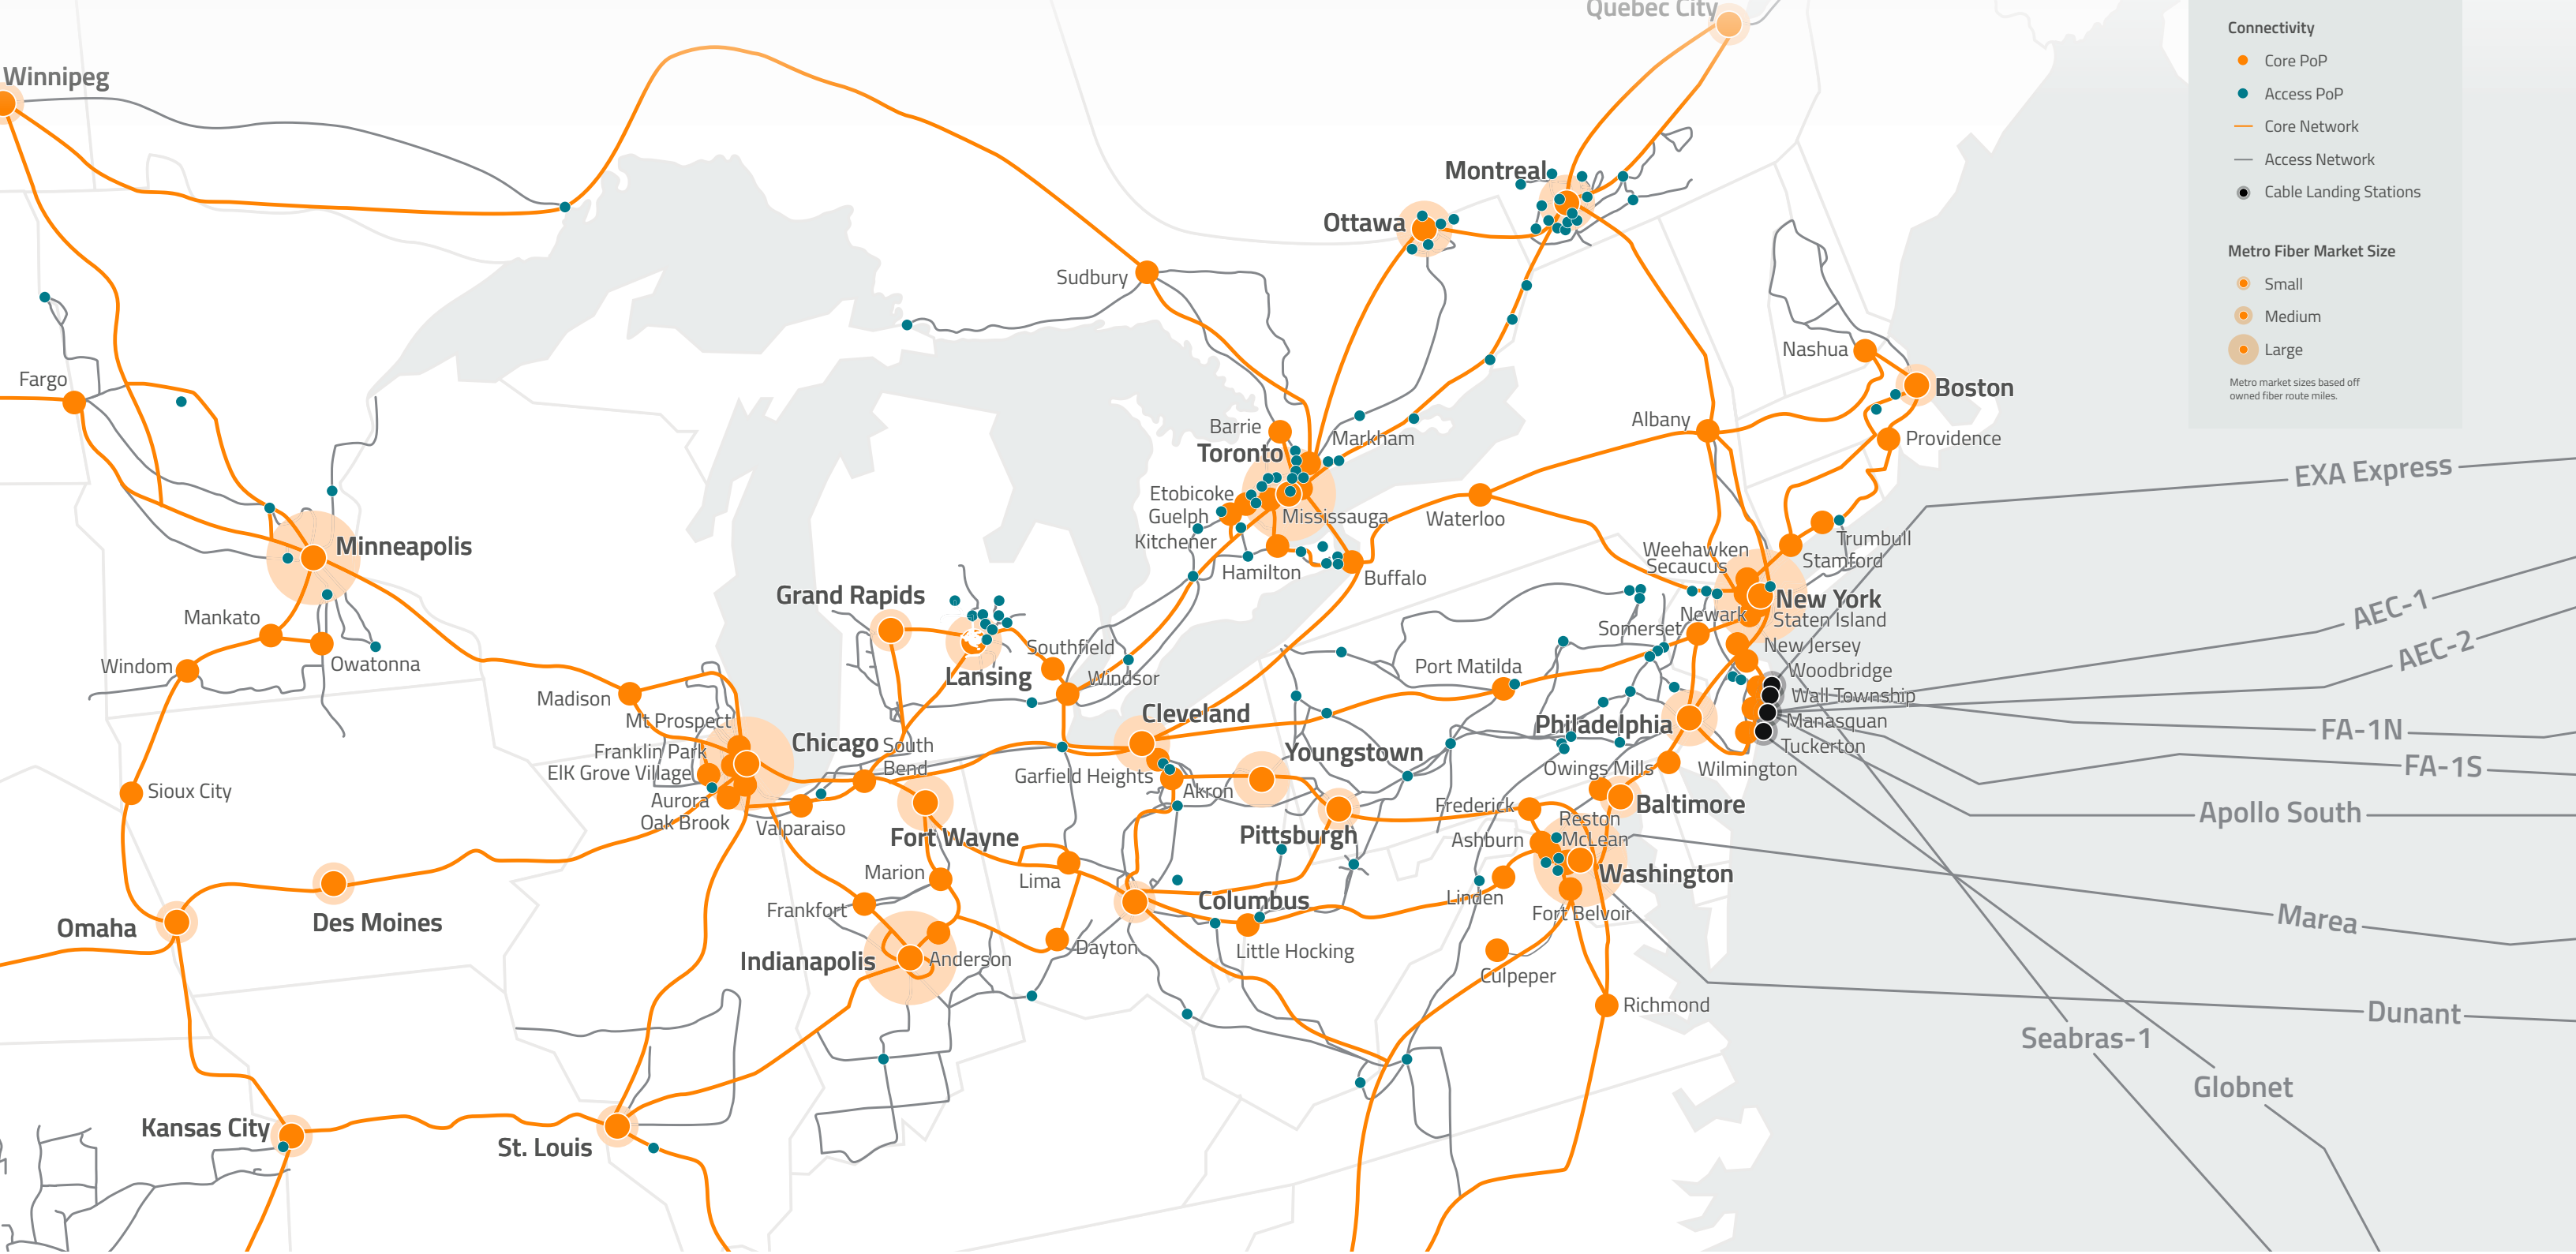 Quebec City
Connectivity
Core PoP
Access PoP
Core Network
Access Network
Cable Landing Stations
Metro Fiber Market Size
Small
Medium
Large
Metro market sizes based off
owned fiber route miles.
Winnipeg
Montreal
Ottawa
Sudbury
Nashua
Fargo
Boston
Barrie
Markham
Albany
Providence
Toronto
EXA Express
Etobicoke
Guelph
Mississauga
Waterloo
Kitchener
Trumbull
Minneapolis
Weehawken
Stamford
Secaucus
Hamilton
Buffalo
Grand Rapids
New York
AEC-1
Mankato
Newark
Staten Island
Somerset
Southfield
New Jersey
AEC-2
Windom
Owatonna
Port Matilda
Woodbridge
Lansing
Windsor
Madison
Wall Township
Mt Prospect
Cleveland
Philadelphia
Manasquan
FA-1N
Chicago
South
Bend
Franklin Park
Youngstown
Tuckerton
ElK Grove Village
Garfield Heights
Owings Mills
Wilmington
FA-1S
Sioux City
Akron
Aurora
Frederick
Baltimore
Oak Brook
Valparaiso
Reston
Apollo South
Fort Wayne
Pittsburgh
Ashburn
McLean
Marion
Lima
Washington
Linden
Columbus
Frankfort
Fort Belvoir
Omaha
Des Moines
Marea
Dayton
Little Hocking
Indianapolis
Anderson
Culpeper
Richmond
Dunant
Seabras-1
Globnet
Kansas City
St. Louis